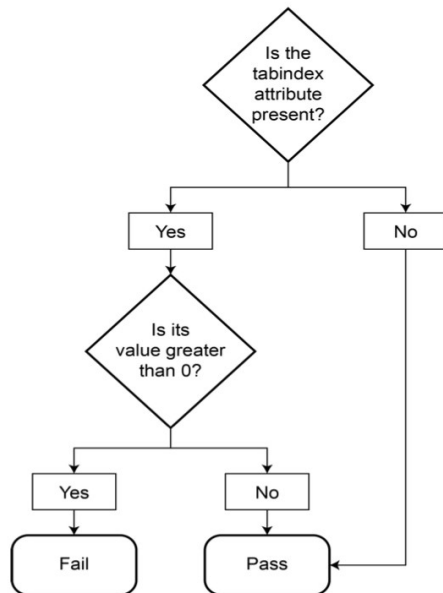 Is the
tabindex
attribute
present?
Yes
No
Is its
value greater
than 0?
Yes
No
Fail
Pass